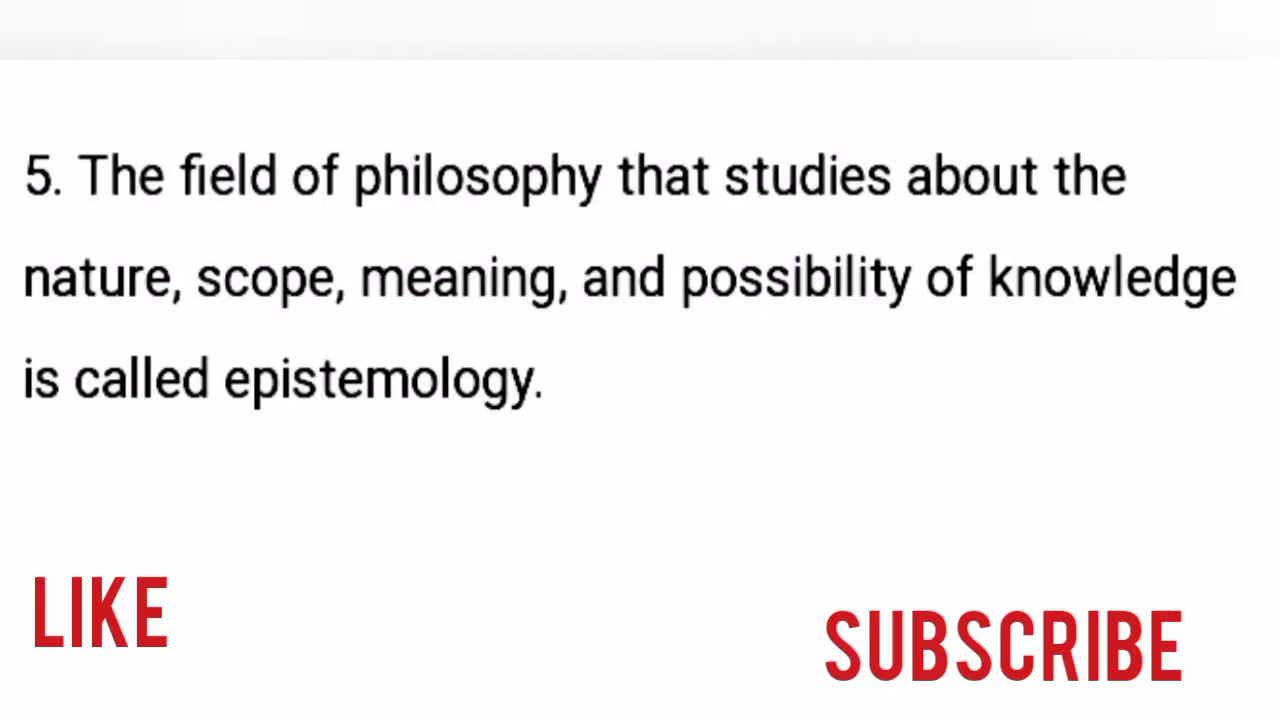 5. The field of philosophy that studies about the
nature, scope, meaning, and possibility of knowledge
is called epistemology.
LIKE
SUBSCRIBE